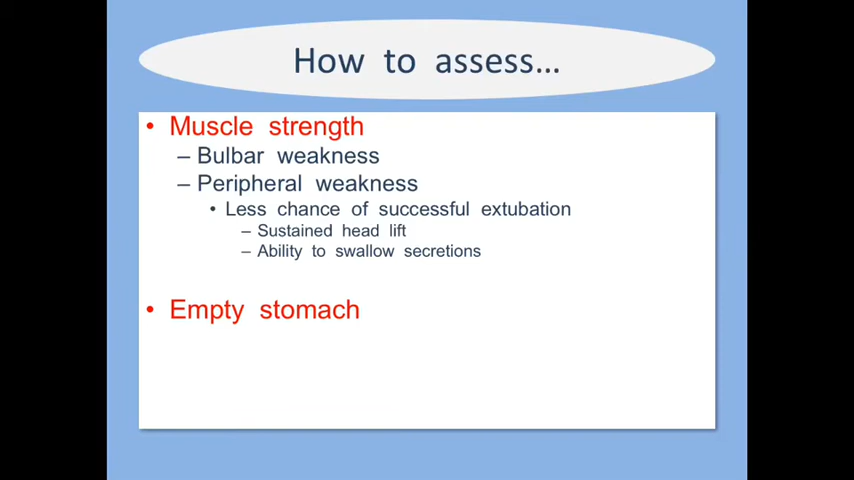 How to assess...
• Muscle strength
– Bulbar weakness
– Peripheral weakness
• Less chance of successful extubation
– Sustained head lift
– Ability to swallow secretions
• Empty stomach